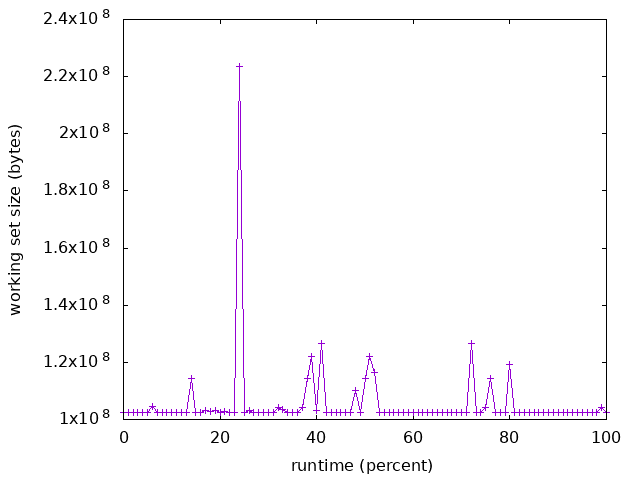 2.4x10 8
2.2x10 8
2x10 8
1.8x10 8
1.6x10 8
1.4x10 8
1.2x10 8
1x10 8
working set size (bytes)
0 20 40 60 80 100
runtime (percent)